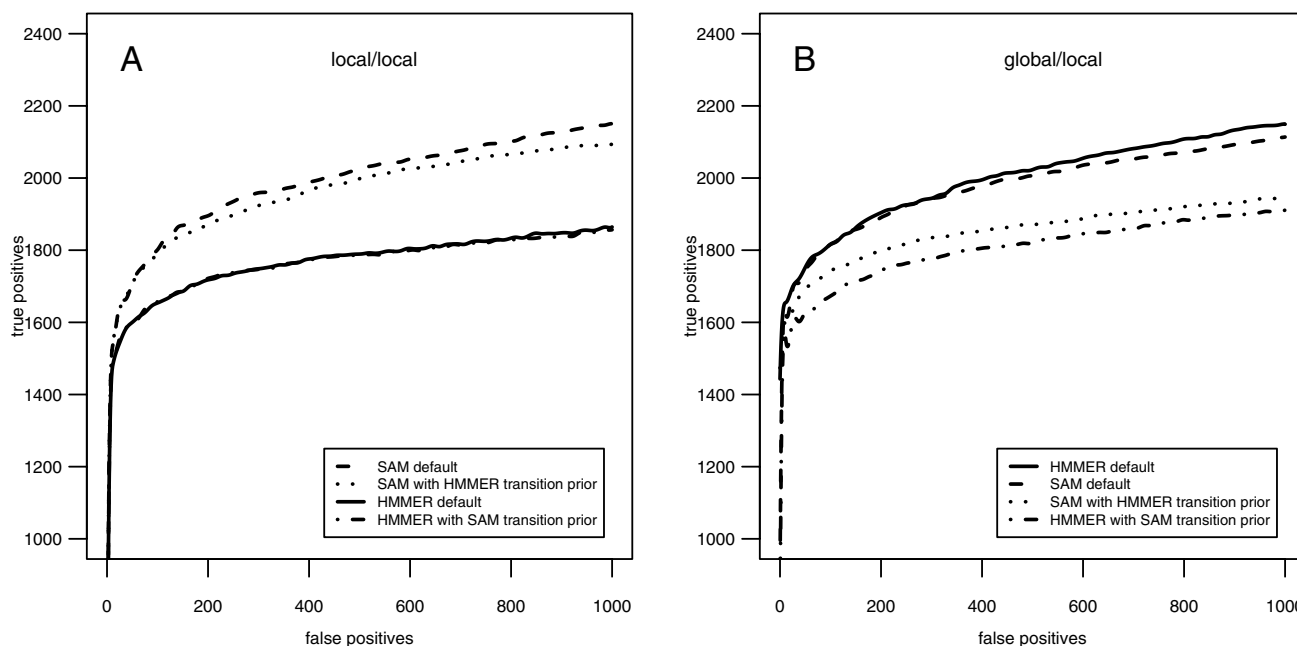 A
local/local
2400
2200
2000
1800
1600
1400
1200
1000
true positives
SAM default
SAM with HMMER transition prior
HMMER default
HMMER with SAM transition prior
0 200 400 600 800 1000
false positives
B
global/local
2400
2200
2000
1800
1600
1400
1200
1000
true positives
HMMER default
SAM default
SAM with HMMER transition prior
HMMER with SAM transition prior
0 200 400 600 800 1000
false positives